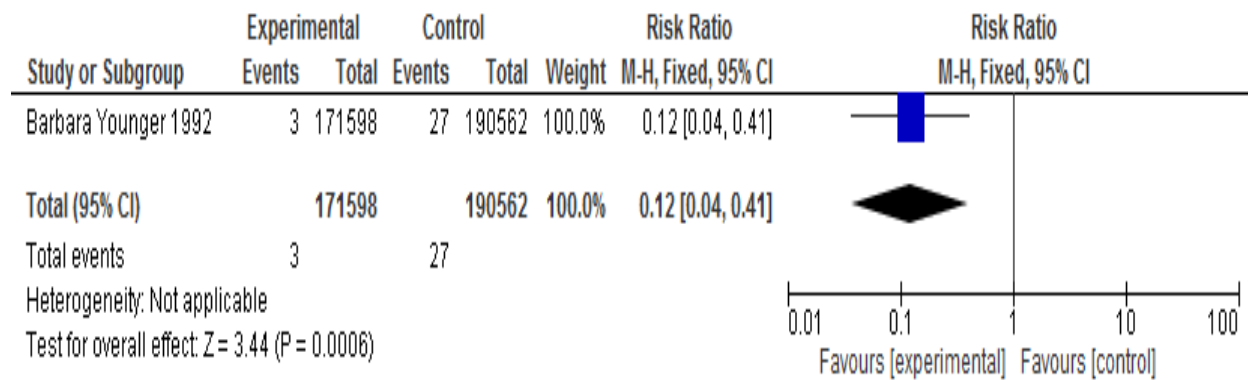 Experimental Control Risk Ratio Risk Ratio
Study or Subgroup Events Total Events Total Weight M-H, Fixed, 95% CI M-H, Fixed, 95% CI
Barbara Younger 1992 3 171598 27 190562 100.0% 0.12 [0.04, 0.41]
Total (95% CI) 171598 190562 100.0% 0.12 [0.04, 0.41]
Total events 3 27
Heterogeneity: Not applicable
Test for overall effect: Z = 3.44 (P = 0.0006)
0.01 0.1 1 10 100
Favours [experimental] Favours [control]